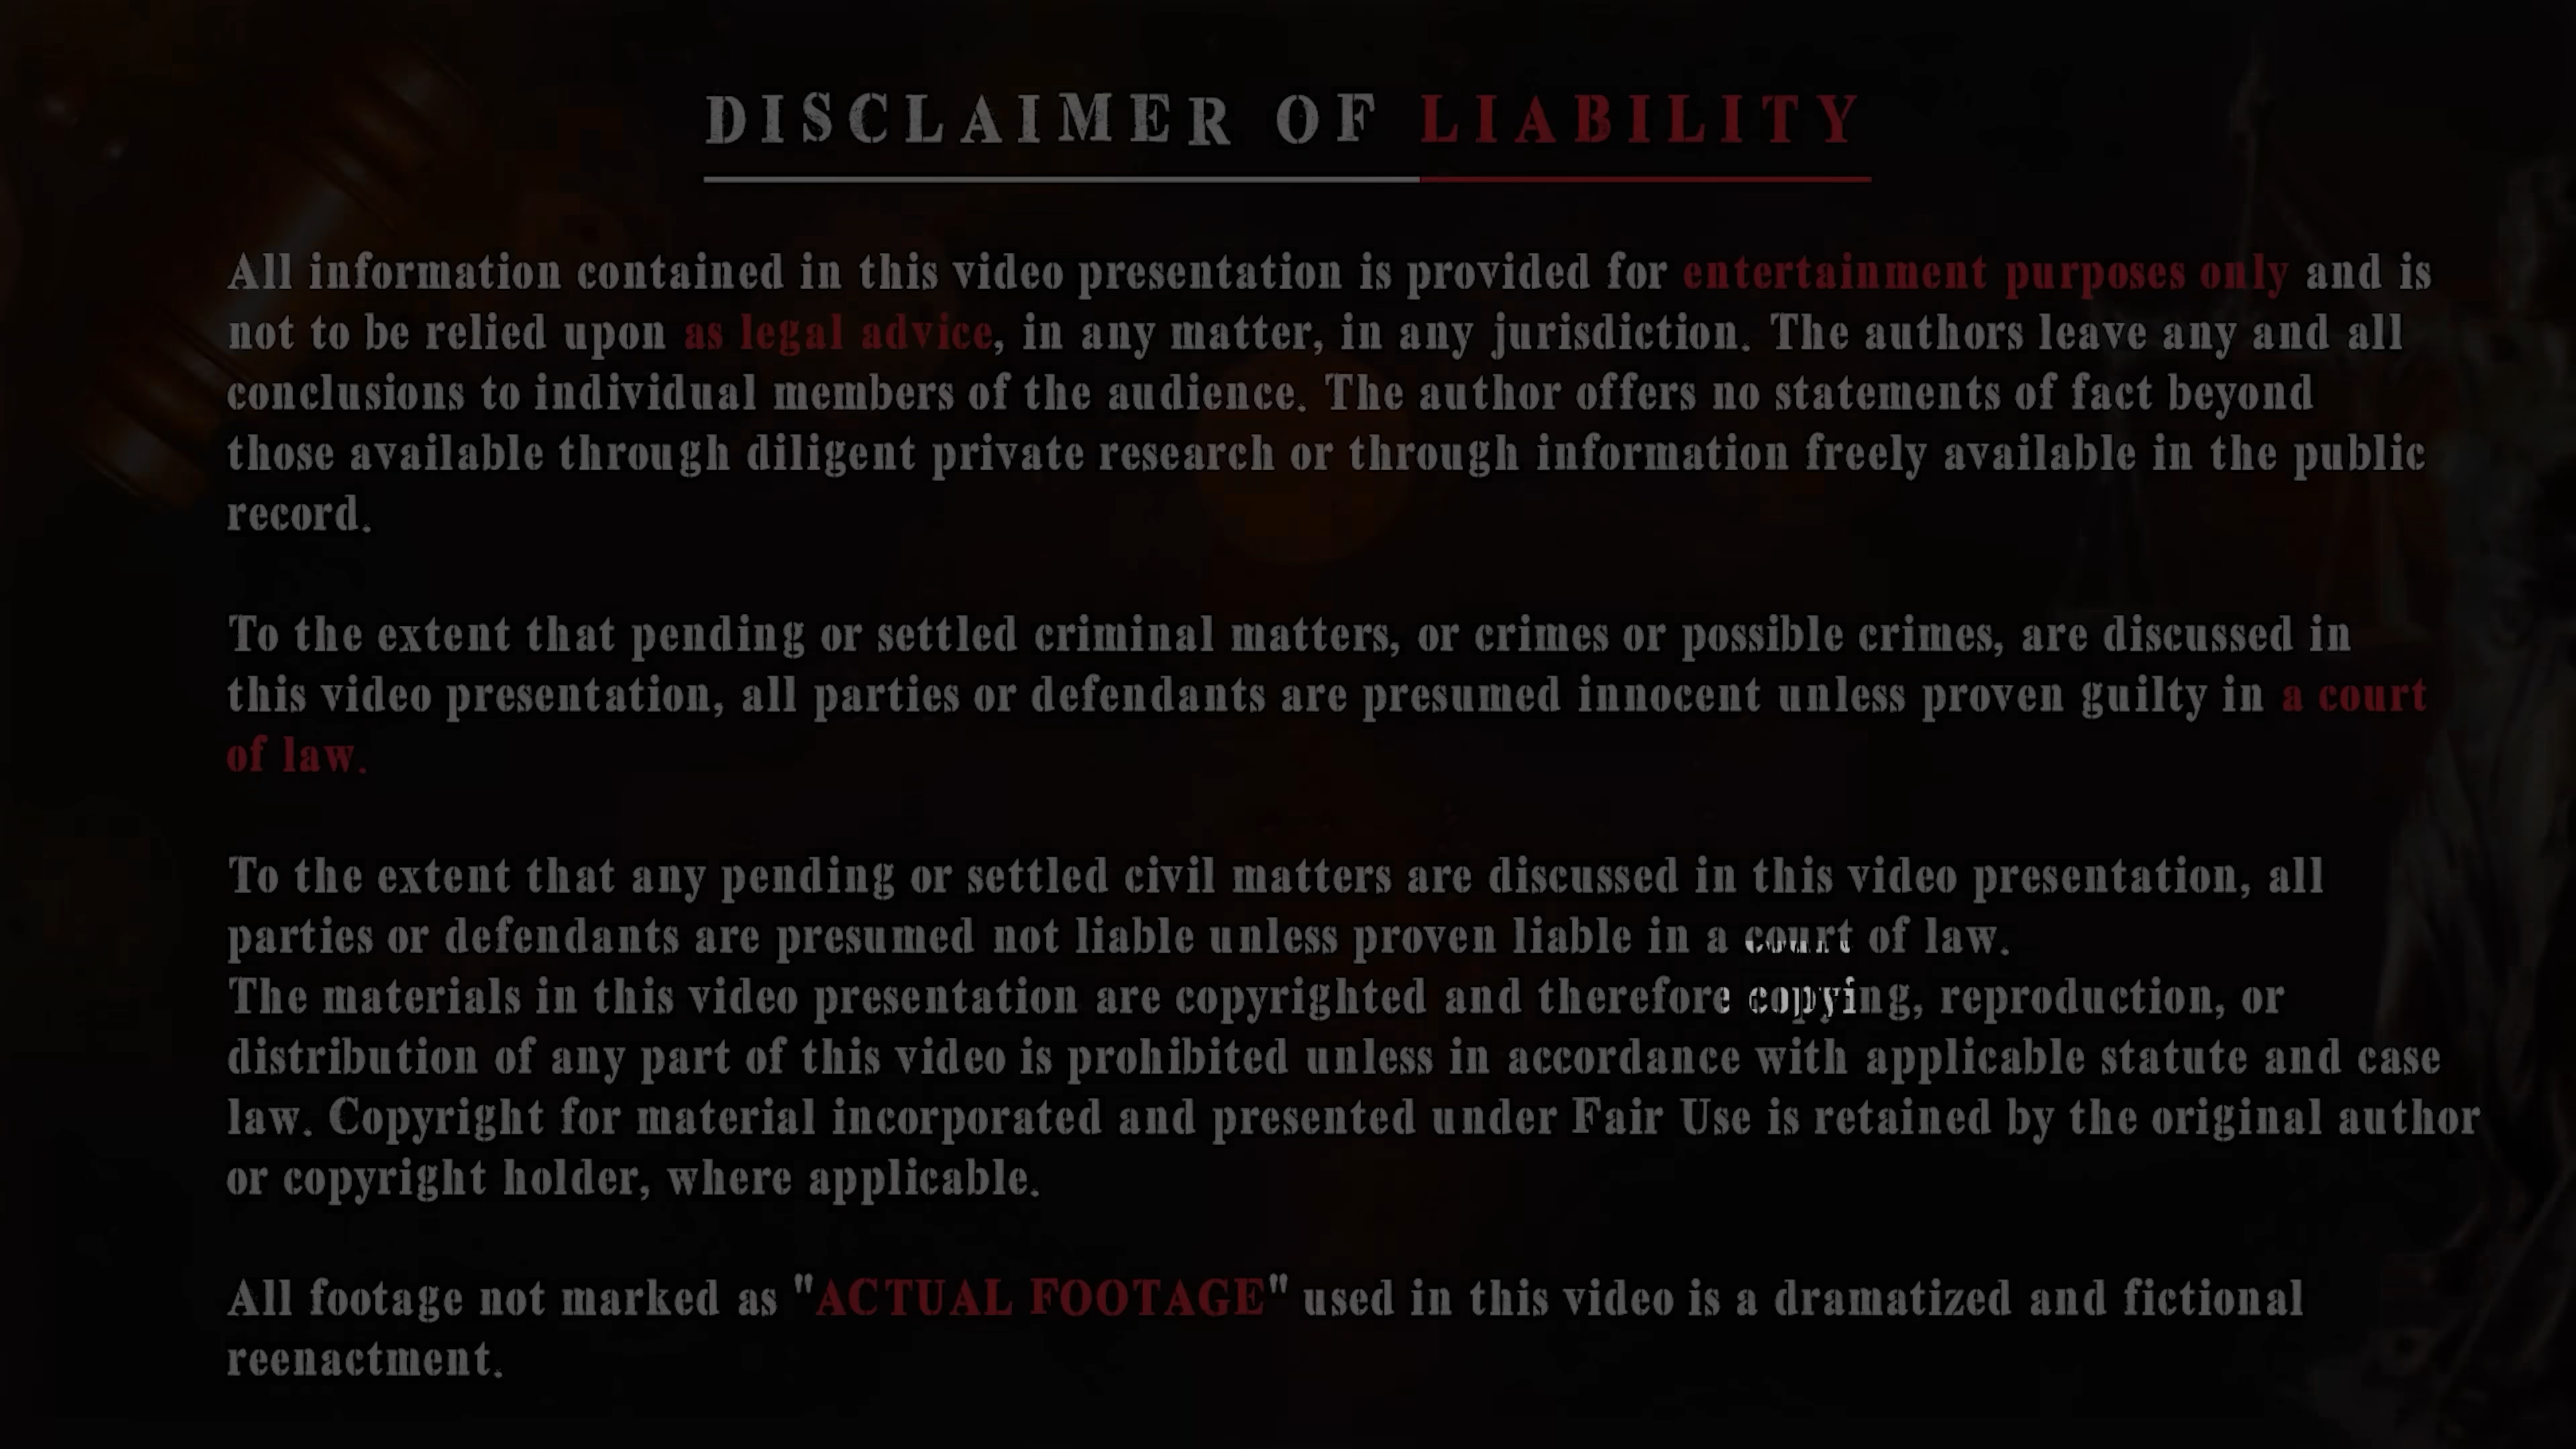 DISCLAIMER OF LIABILITY
All information contained in this video presentation is provided for entertainment purposes only and is
not to be relied upon as legal advice, in any matter, in any jurisdiction. The authors leave any and all
conclusions to individual members of the audience. The author offers no statements of fact beyond
those available through diligent private research or through information freely available in the public
record.
To the extent that pending or settled criminal matters, or crimes or possible crimes, are discussed in
this video presentation, all parties or defendants are presumed innocent unless proven guilty in a court
of law.
To the extent that any pending or settled civil matters are discussed in this video presentation, all
parties or defendants are presumed not liable unless proven liable in a court of law.
The materials in this video presentation are copyrighted and therefore copying, reproduction, or
distribution of any part of this video is prohibited unless in accordance with applicable statute and case
law. Copyright for material incorporated and presented under Fair Use is retained by the original author
or copyright holder, where applicable.
All footage not marked as "ACTUAL FOOTAGE" used in this video is a dramatized and fictional
reenactment.